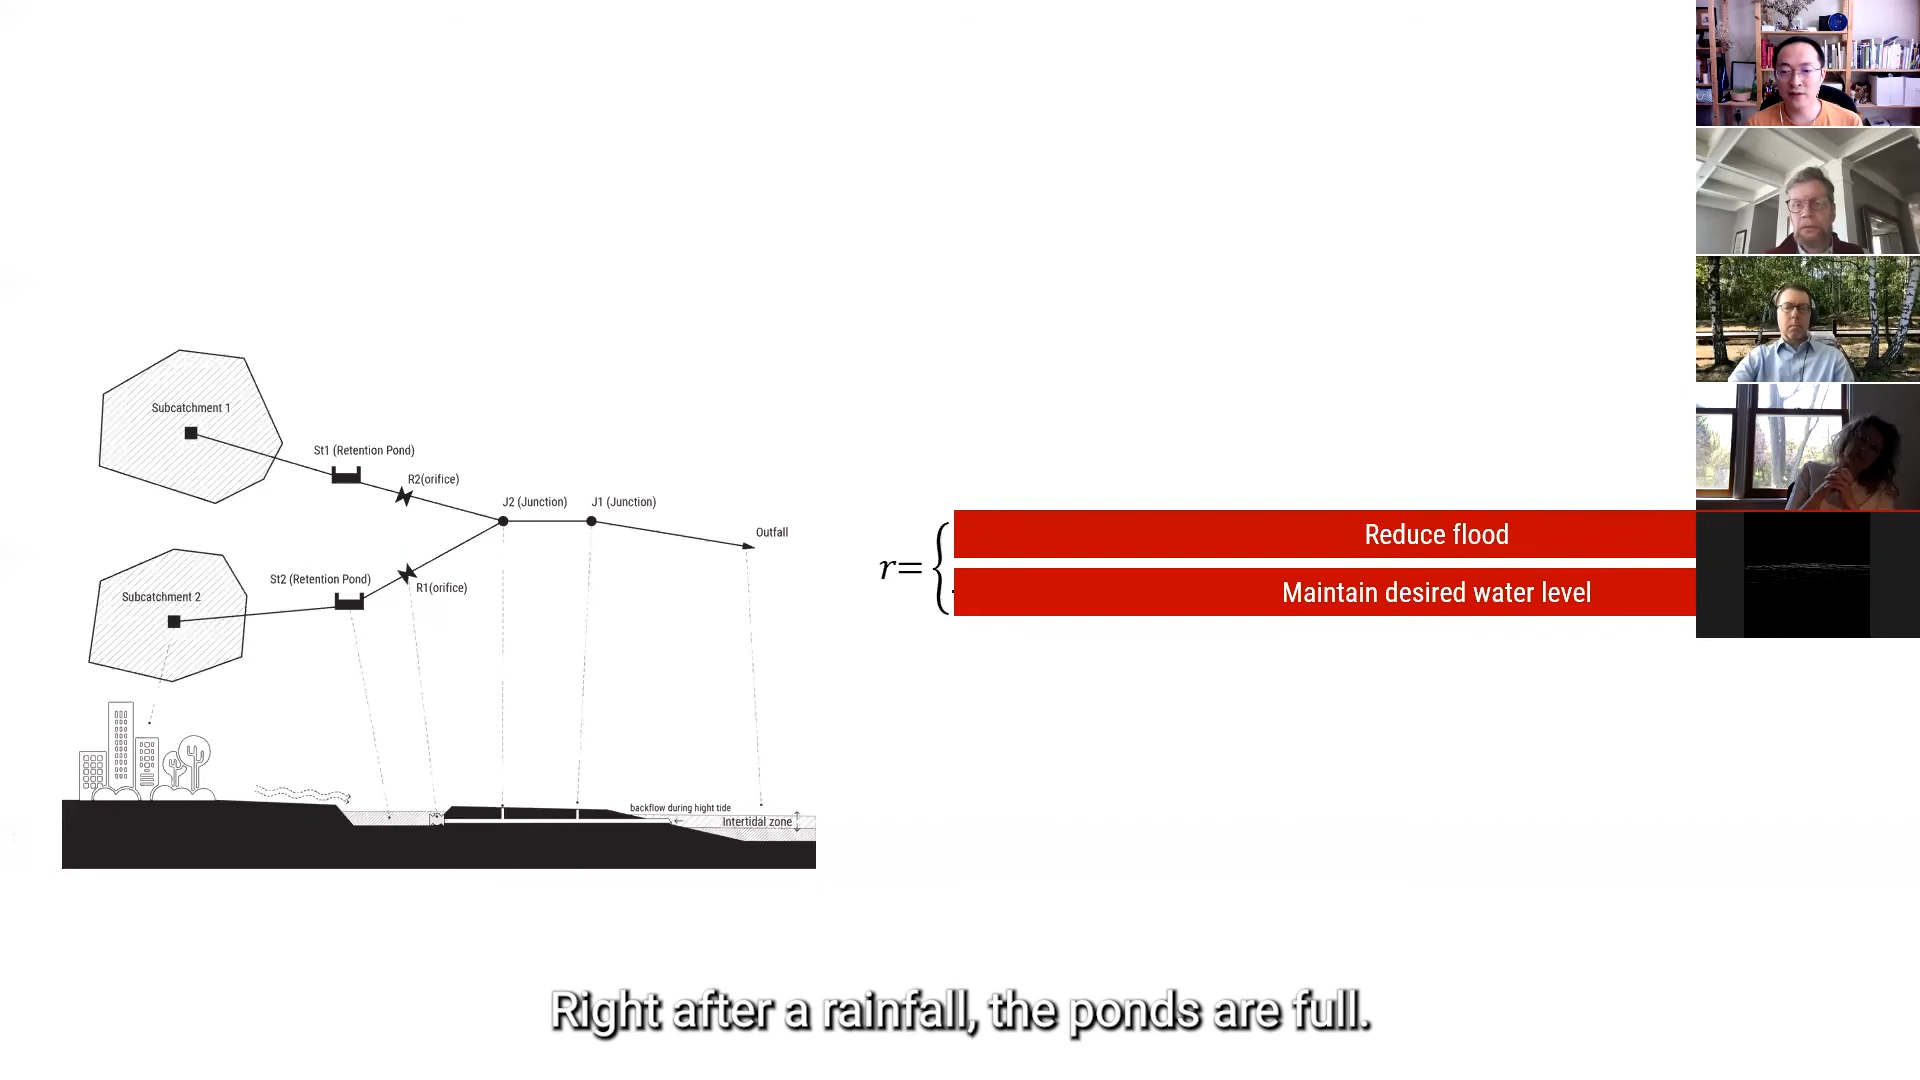 Subcatchment 1
St1 (Retention Pond)
R2(orifice)
J2 (Junction)
J1 (Junction)
Outfall
St2 (Retention Pond)
R1(orifice)
Subcatchment 2
r=
Reduce flood
Maintain desired water level
backflow during hight tide
Intertidal zone
Right after a rainfall, the ponds are full.